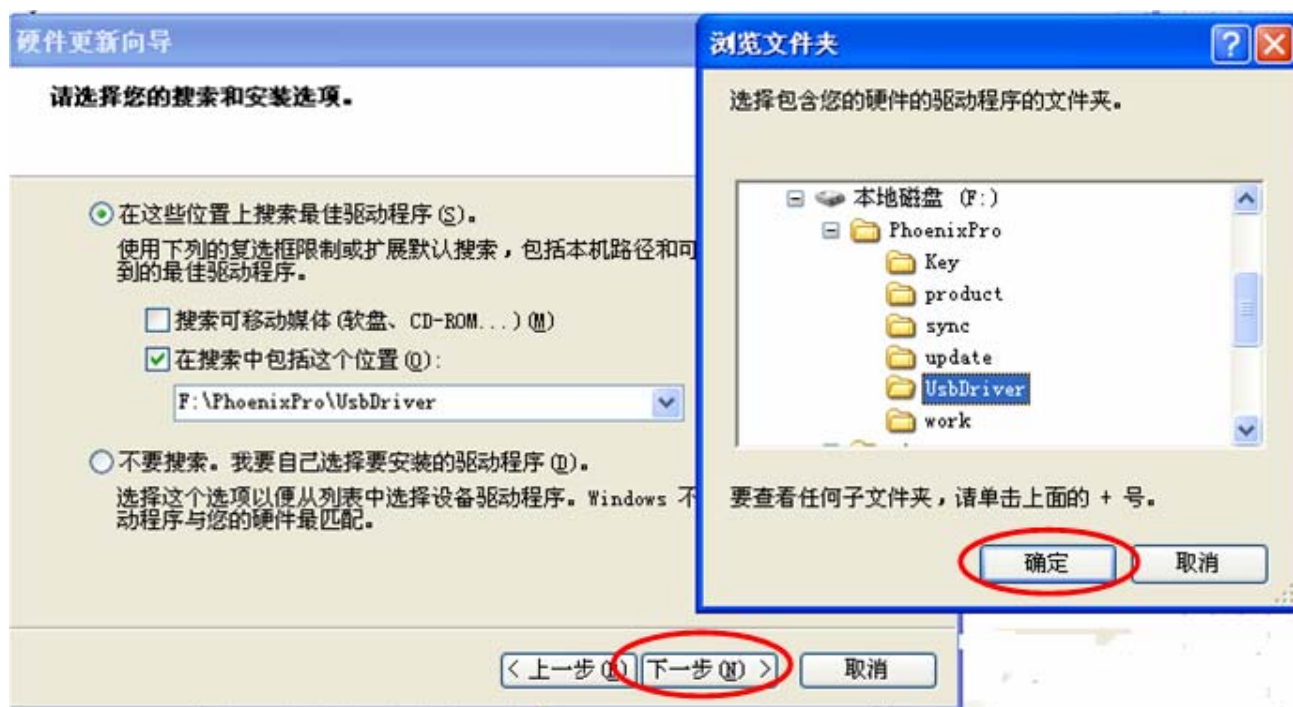 硬件更新向导
请选择您的搜索和安装选项。
在这些位置上搜索最佳驱动程序(S)。
使用下列的复选框限制或扩展默认搜索，包括本机路径和可
到的最佳驱动程序。
搜索可移动媒体(软盘、CD-ROM...)(M)
在搜索中包括这个位置(O):
F:\PhoenixPro\UsbDriver
不要搜索。我要自己选择要安装的驱动程序(D)。
选择这个选项以便从列表中选择设备驱动程序。Windows 不
动程序与您的硬件最匹配。
< 上一步(B)
下一步(N) >
取消
浏览文件夹
选择包含您的硬件的驱动程序的文件夹。
本地磁盘 (F:)
PhoenixPro
Key
product
sync
update
UsbDriver
work
要查看任何子文件夹，请单击上面的 + 号。
确定
取消